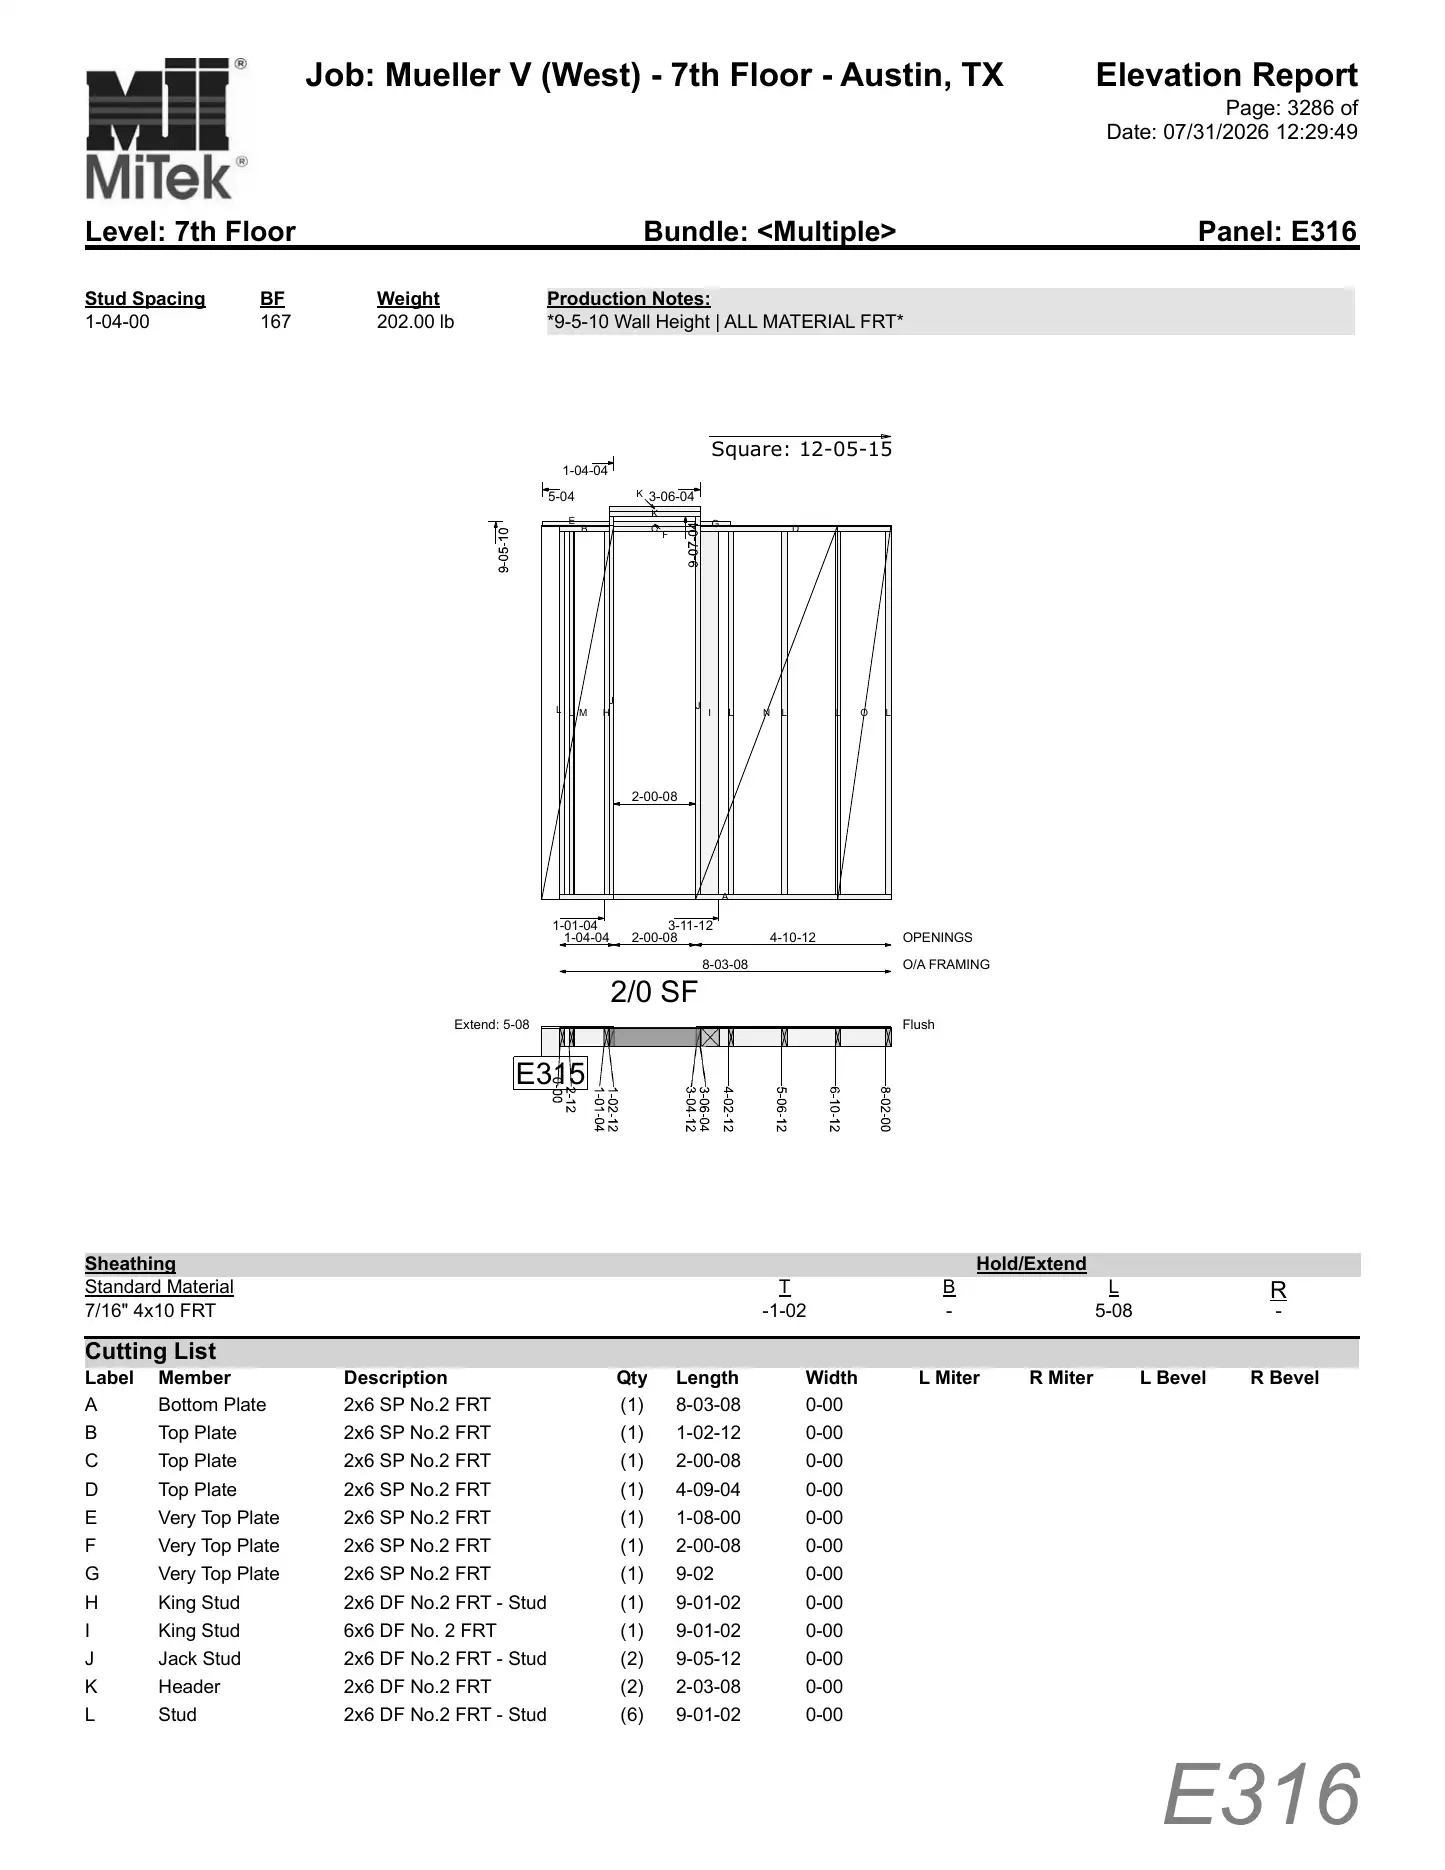 Job: Mueller V (West) - 7th Floor - Austin, TX
Elevation Report
Page: 3286 of
Date: 07/31/2026 12:29:49
MiTek®
Level: 7th Floor Bundle: <Multiple> Panel: E316
Stud Spacing BF Weight Production Notes:
1-04-00 167 202.00 lb *9-5-10 Wall Height | ALL MATERIAL FRT*
Square: 12-05-15
1-04-04
5-04 K 3-06-04
K
E G
B C D
F
9-05-10
9-07-04
J
L L M H J I L N L L O L
2-00-08
A
1-01-04 3-11-12
1-04-04 2-00-08 4-10-12 OPENINGS
8-03-08 O/A FRAMING
2/0 SF
Extend: 5-08 Flush
E315
0-00
2-12
1-01-04
1-02-12
3-04-12
3-06-04
4-02-12
5-06-12
6-10-12
8-02-00
Sheathing Hold/Extend
Standard Material T B L R
7/16" 4x10 FRT -1-02 - 5-08 -
Cutting List
Label Member Description Qty Length Width L Miter R Miter L Bevel R Bevel
A Bottom Plate 2x6 SP No.2 FRT (1) 8-03-08 0-00
B Top Plate 2x6 SP No.2 FRT (1) 1-02-12 0-00
C Top Plate 2x6 SP No.2 FRT (1) 2-00-08 0-00
D Top Plate 2x6 SP No.2 FRT (1) 4-09-04 0-00
E Very Top Plate 2x6 SP No.2 FRT (1) 1-08-00 0-00
F Very Top Plate 2x6 SP No.2 FRT (1) 2-00-08 0-00
G Very Top Plate 2x6 SP No.2 FRT (1) 9-02 0-00
H King Stud 2x6 DF No.2 FRT - Stud (1) 9-01-02 0-00
I King Stud 6x6 DF No. 2 FRT (1) 9-01-02 0-00
J Jack Stud 2x6 DF No.2 FRT - Stud (2) 9-05-12 0-00
K Header 2x6 DF No.2 FRT (2) 2-03-08 0-00
L Stud 2x6 DF No.2 FRT - Stud (6) 9-01-02 0-00
E316